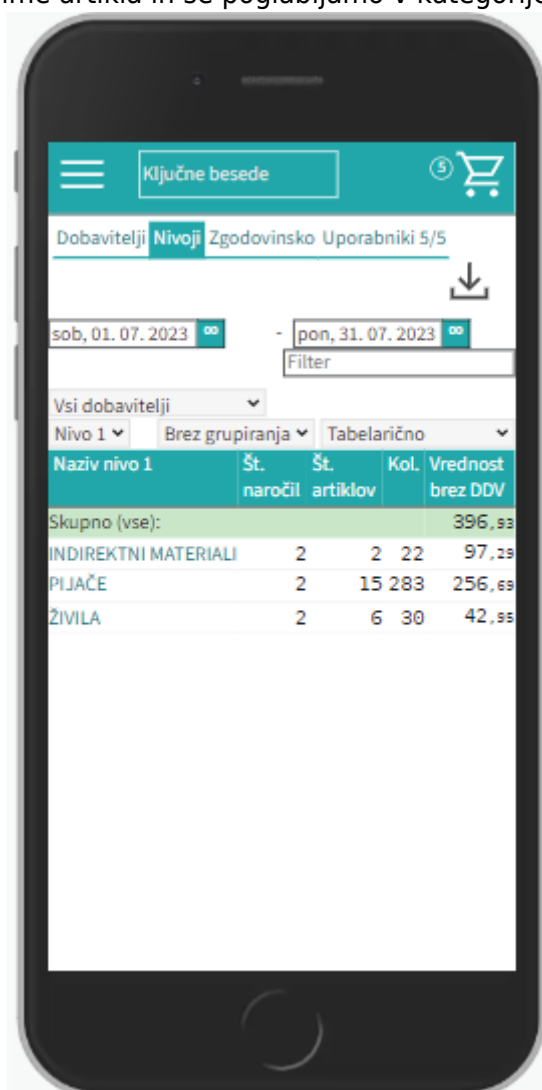 ime artikla in se poglabljamo v kategorije
Ključne besede 5
Dobavitelji Nivoji Zgodovinsko Uporabniki 5/5
sob, 01. 07. 2023 - pon, 31. 07. 2023
Filter
Vsi dobavitelji
Nivo 1 Brez grupiranja Tabelarično
Naziv nivo 1 Št. naročil Št. artiklov Kol. Vrednost brez DDV
Skupno (vse): 396,93
INDIREKTNI MATERIALI 2 2 22 97,29
PIJAČE 2 15 283 256,69
ŽIVILA 2 6 30 42,95